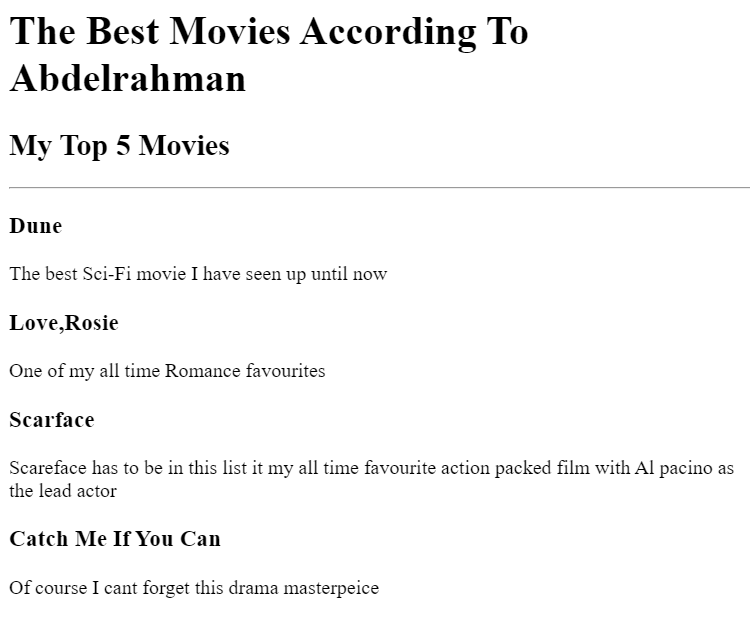 The Best Movies According To
Abdelrahman
My Top 5 Movies
Dune
The best Sci-Fi movie I have seen up until now
Love,Rosie
One of my all time Romance favourites
Scarface
Scareface has to be in this list it my all time favourite action packed film with Al pacino as
the lead actor
Catch Me If You Can
Of course I cant forget this drama masterpeice